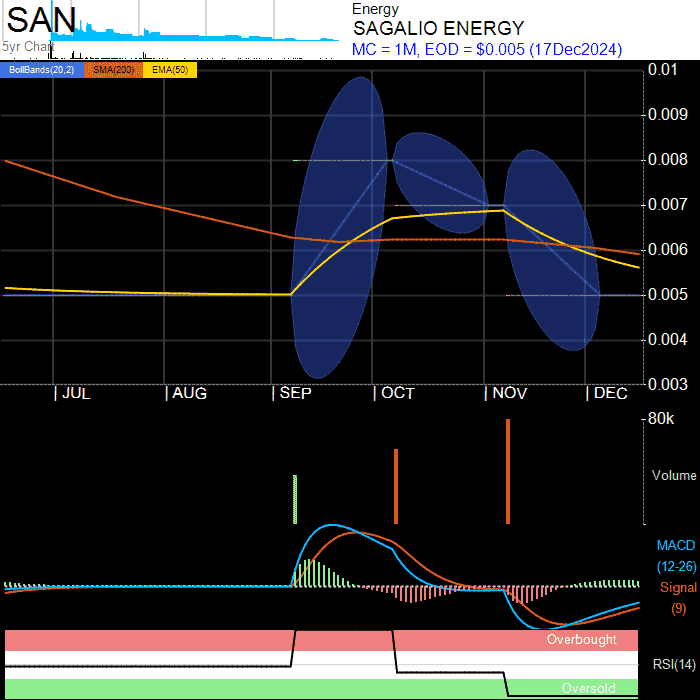 SAN
5yr Chart
Energy
SAGALIO ENERGY
MC = 1M, EOD = $0.005 (17Dec2024)
BollBands(20,2) SMA(200) EMA(50)
0.01
0.009
0.008
0.007
0.006
0.005
0.004
0.003
| JUL | AUG | SEP | OCT | NOV | DEC
80k
Volume
MACD
(12-26)
Signal
(9)
Overbought
RSI(14)
Oversold